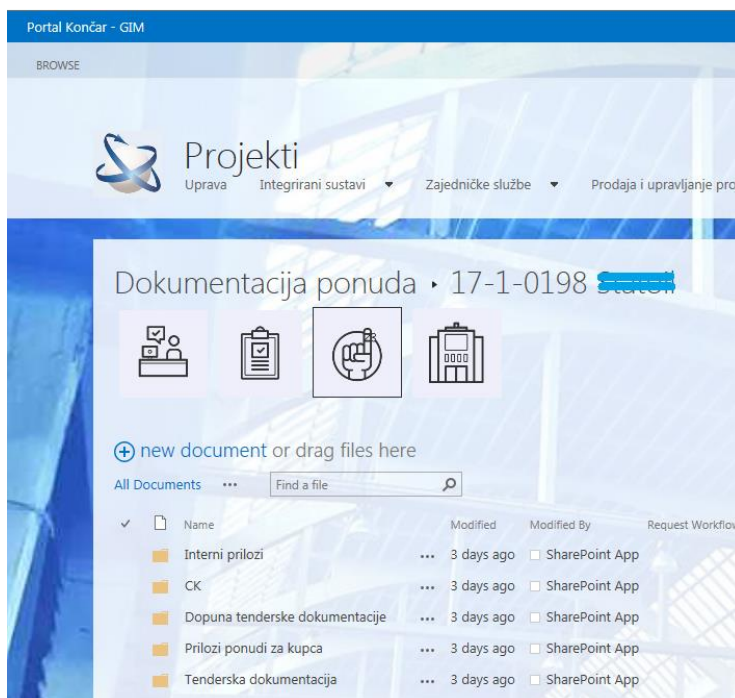 Portal Končar - GIM
BROWSE
Projekti
Uprava Integrirani sustavi Zajedničke službe Prodaja i upravljanje pro
Dokumentacija ponuda 17-1-0198
new document or drag files here
All Documents ... Find a file
Name Modified Modified By Request Workflow
Interni prilozi ... 3 days ago SharePoint App
CK ... 3 days ago SharePoint App
Dopuna tenderske dokumentacije ... 3 days ago SharePoint App
Prilozi ponudi za kupca ... 3 days ago SharePoint App
Tenderska dokumentacija ... 3 days ago SharePoint App